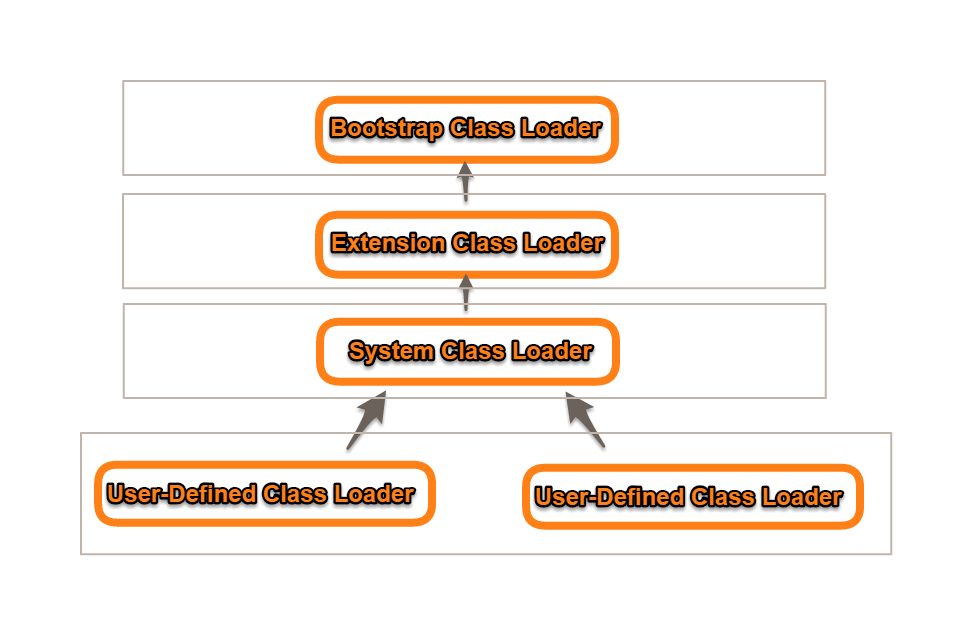 Bootstrap Class Loader
Extension Class Loader
System Class Loader
User-Defined Class Loader
User-Defined Class Loader